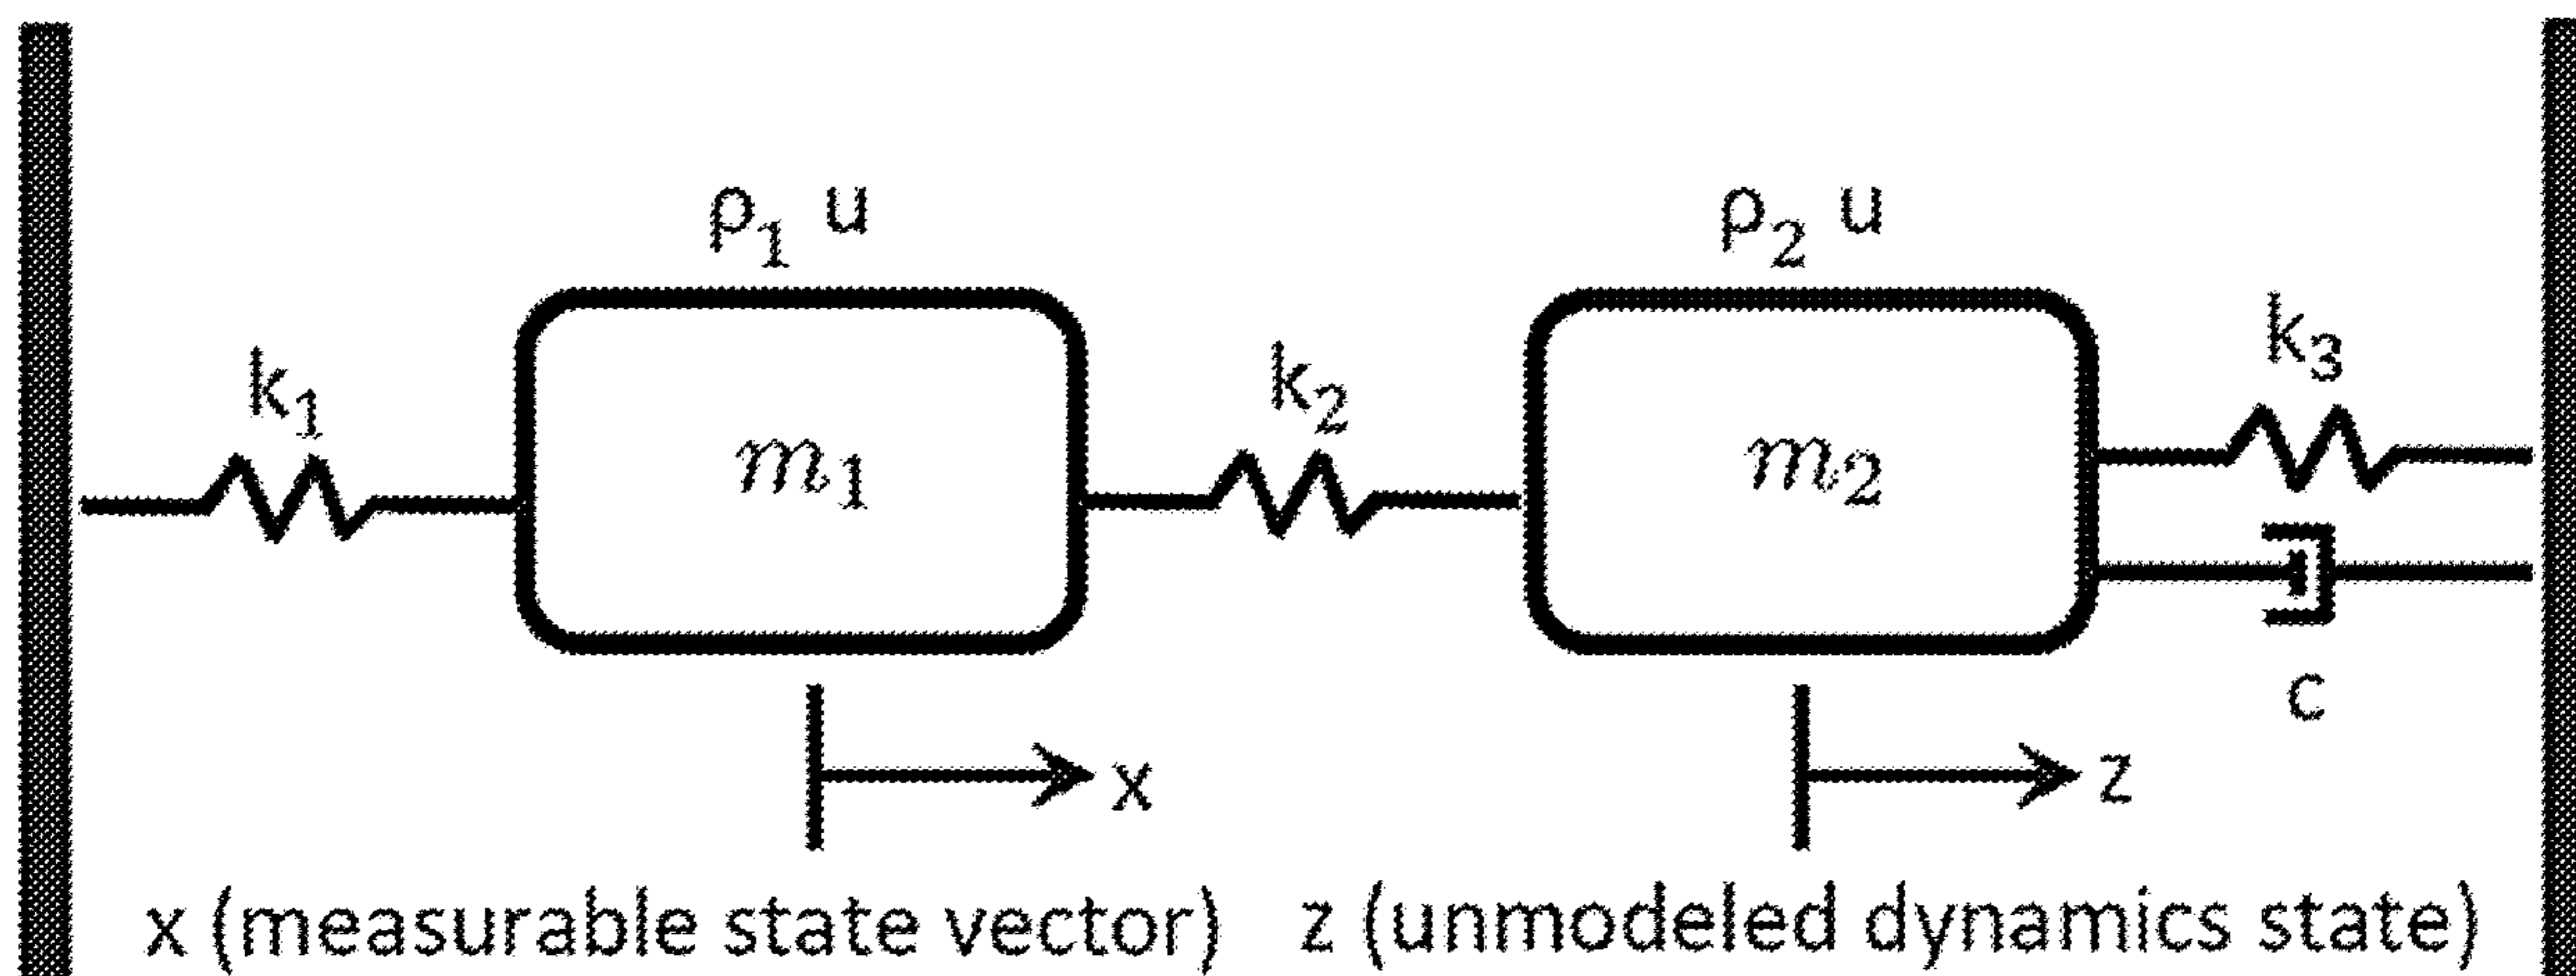 ρ₁ u
ρ₂ u
k₁
m₁
k₂
m₂
k₃
c
x
z
x (measurable state vector)
z (unmodeled dynamics state)